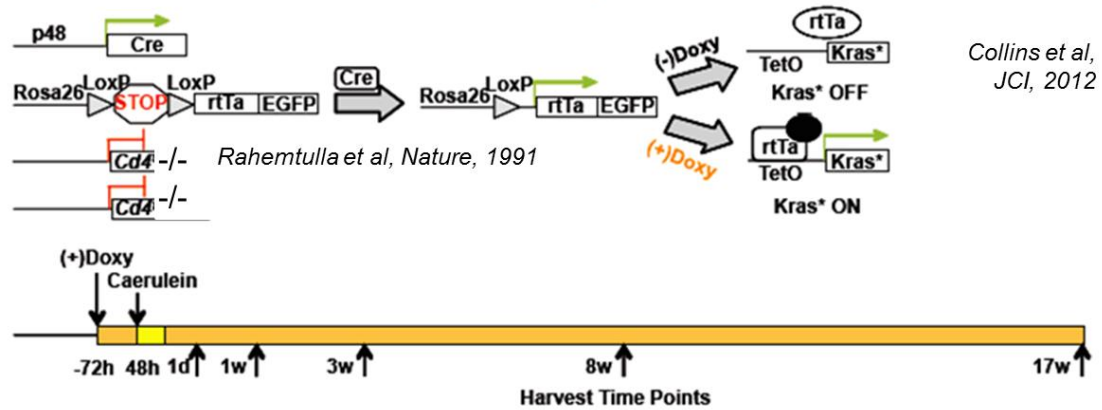 p48
Cre
Rosa26
LoxP
STOP
LoxP
rtTa
EGFP
Cd4 -/-
Cd4 -/-
Rahemtulla et al, Nature, 1991
Cre
Rosa26
LoxP
rtTa
EGFP
(-)Doxy
(+)Doxy
rtTa
TetO
Kras*
Kras* OFF
rtTa
TetO
Kras*
Kras* ON
Collins et al,
JCI, 2012
(+)Doxy
Caerulein
-72h 48h 1d 1w 3w 8w 17w
Harvest Time Points